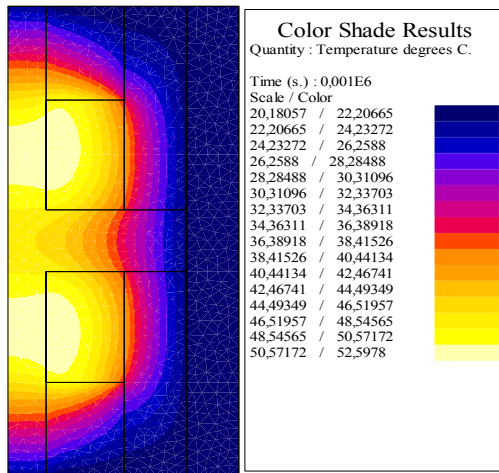 Color Shade Results
Quantity : Temperature degrees C.
Time (s.) : 0,001E6
Scale / Color
20,18057 / 22,20665
22,20665 / 24,23272
24,23272 / 26,2588
26,2588 / 28,28488
28,28488 / 30,31096
30,31096 / 32,33703
32,33703 / 34,36311
34,36311 / 36,38918
36,38918 / 38,41526
38,41526 / 40,44134
40,44134 / 42,46741
42,46741 / 44,49349
44,49349 / 46,51957
46,51957 / 48,54565
48,54565 / 50,57172
50,57172 / 52,5978